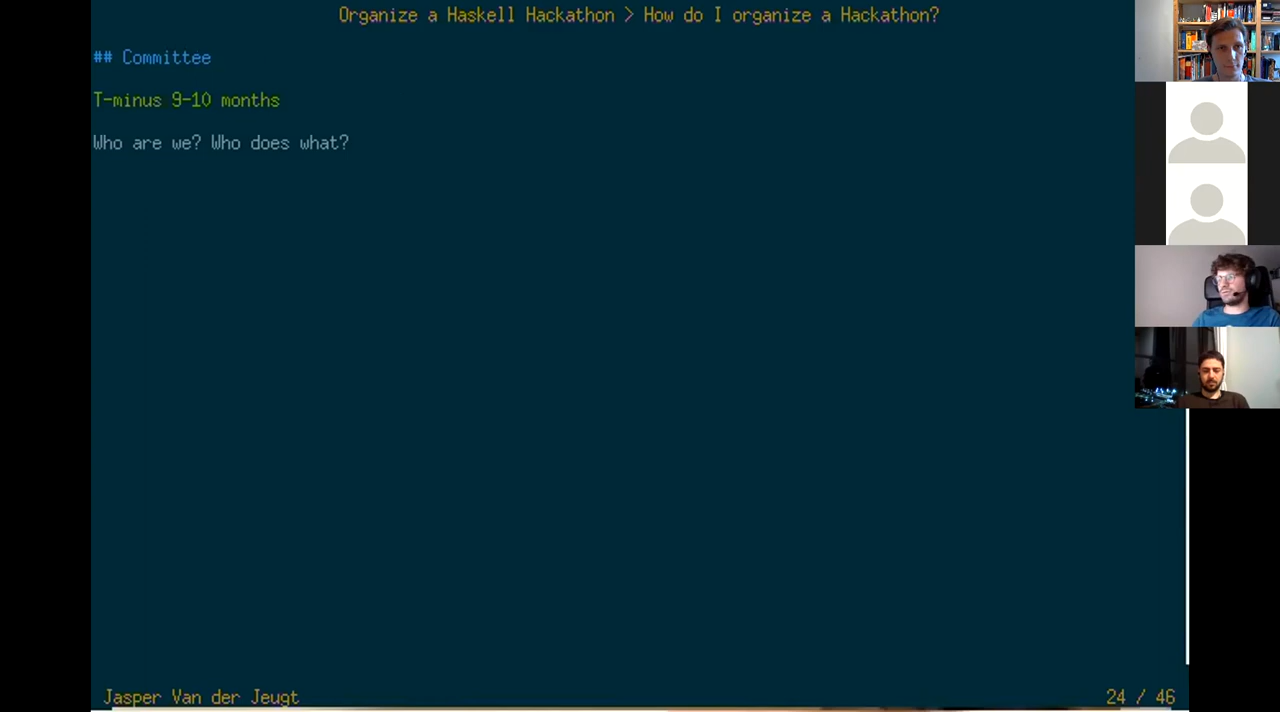 Organize a Haskell Hackathon > How do I organize a Hackathon?
## Committee
T-minus 9-10 months
Who are we? Who does what?
Jasper Van der Jeugt
24 / 46